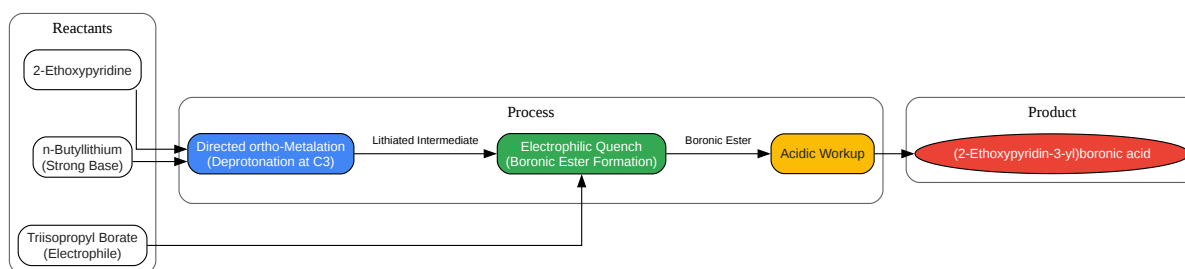 Reactants
2-Ethoxypyridine
n-Butyllithium
(Strong Base)
Triisopropyl Borate
(Electrophile)
Process
Directed ortho-Metalation
(Deprotonation at C3)
Lithiated Intermediate
Electrophilic Quench
(Boronic Ester Formation)
Boronic Ester
Acidic Workup
Product
(2-Ethoxypyridin-3-yl)boronic acid